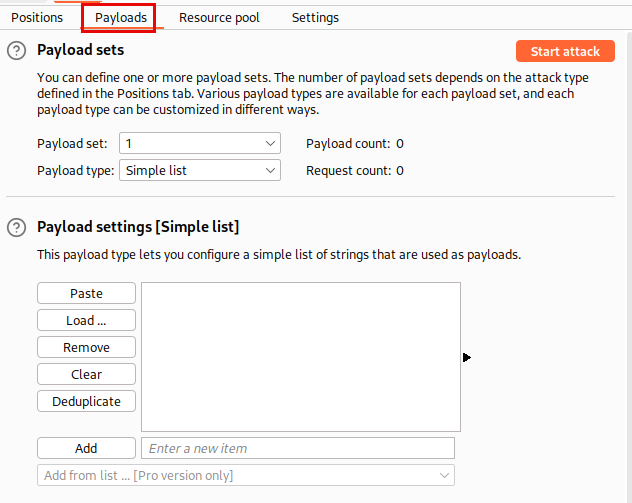 Positions Payloads Resource pool Settings
Payload sets
Start attack
You can define one or more payload sets. The number of payload sets depends on the attack type
defined in the Positions tab. Various payload types are available for each payload set, and each
payload type can be customized in different ways.
Payload set: 1 Payload count: 0
Payload type: Simple list Request count: 0
Payload settings [Simple list]
This payload type lets you configure a simple list of strings that are used as payloads.
Paste
Load ...
Remove
Clear
Deduplicate
Add Enter a new item
Add from list ... [Pro version only]